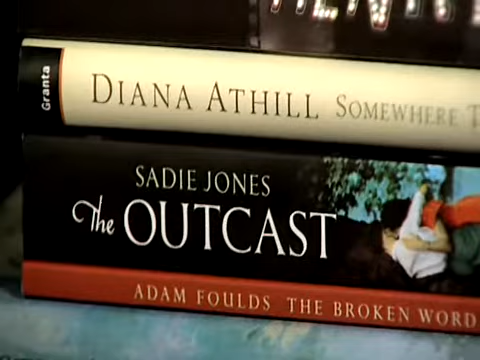 Granta
DIANA ATHILL SOMEWHERE
SADIE JONES
The OUTCAST
ADAM FOULDS THE BROKEN WORD